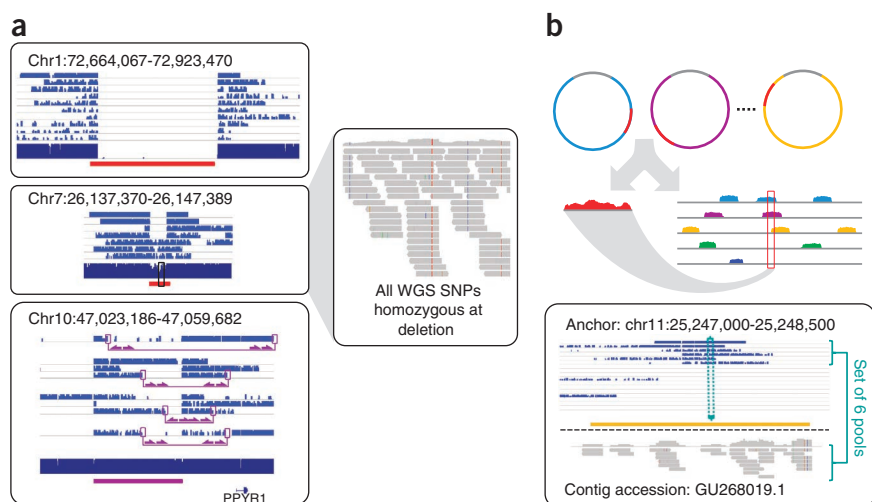 a
Chr1:72,664,067-72,923,470
Chr7:26,137,370-26,147,389
Chr10:47,023,186-47,059,682
PPYR1
All WGS SNPs
homozygous at
deletion
b
Anchor: chr11:25,247,000-25,248,500
Set of 6 pools
Contig accession: GU268019.1